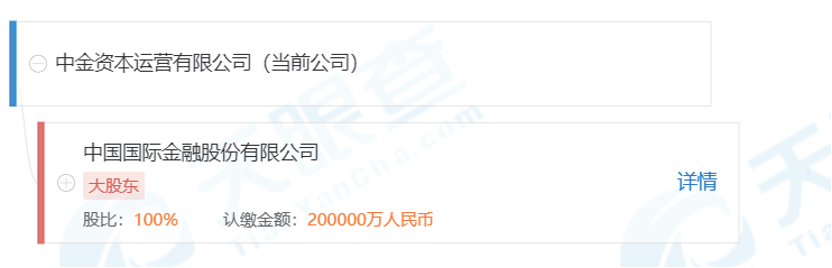 中金资本运营有限公司（当前公司）
中国国际金融股份有限公司
大股东
详情
股比：100% 认缴金额：200000万人民币
天眼查
TianYanCha.com
天
Tia